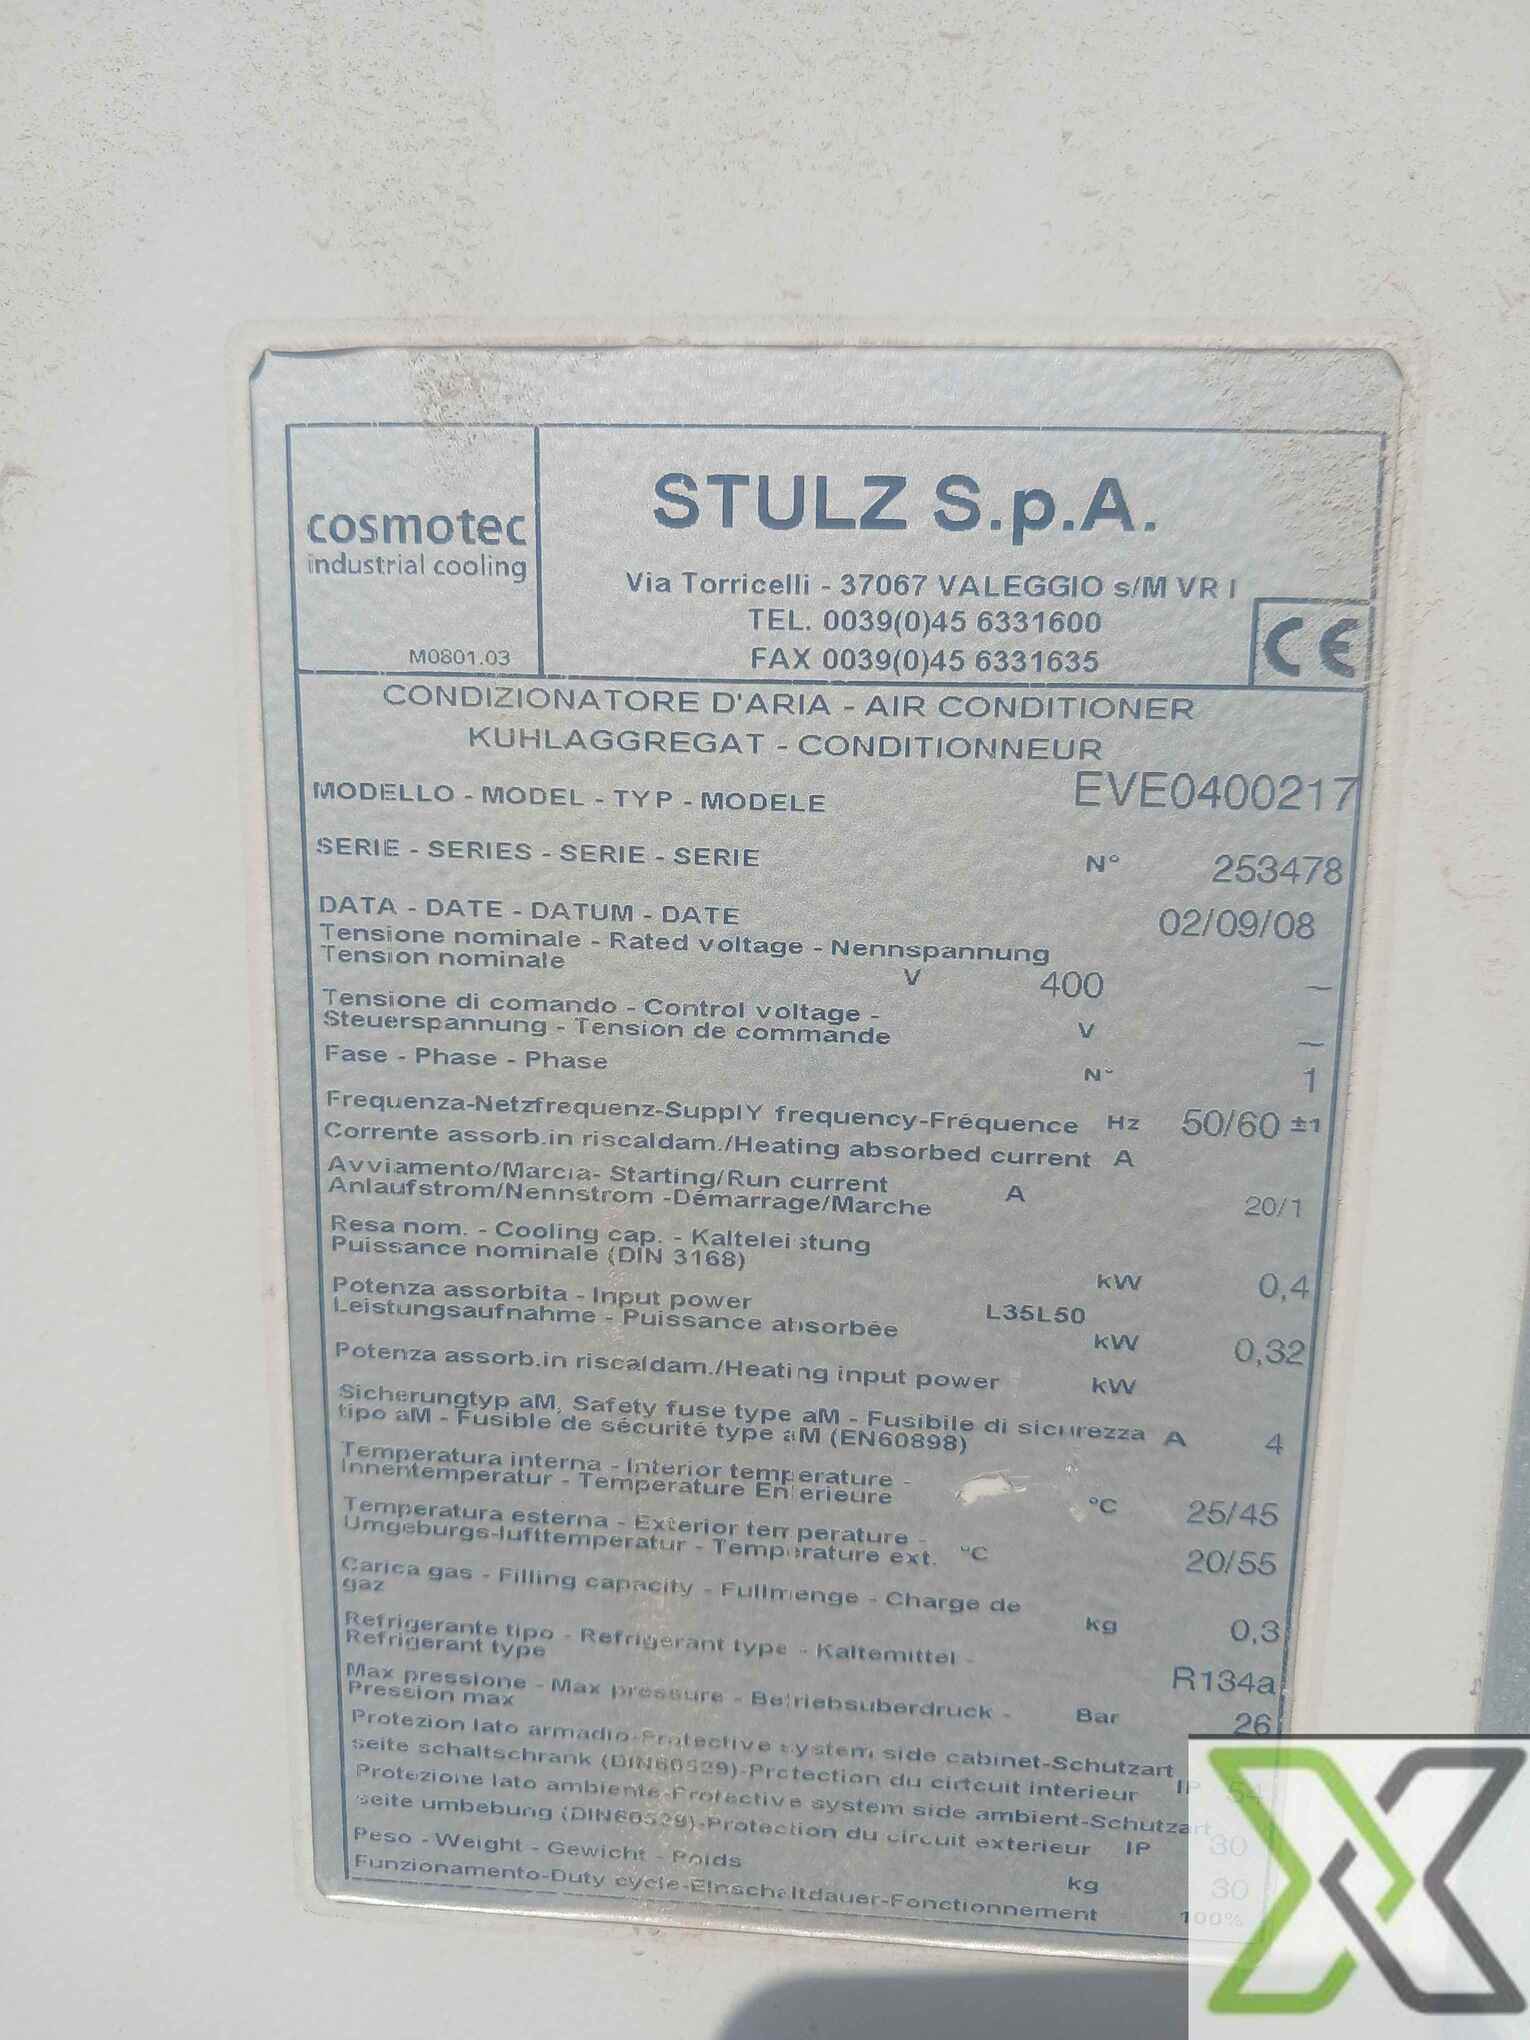 cosmotec
industrial cooling
M0801.03
STULZ S.p.A.
Via Torricelli - 37067 VALEGGIO s/M VR I
TEL. 0039(0)45 6331600
FAX 0039(0)45 6331635
CE
CONDIZIONATORE D'ARIA - AIR CONDITIONER
KUHLAGGREGAT - CONDITIONNEUR
MODELLO - MODEL - TYP - MODELE EVE0400217
SERIE - SERIES - SERIE - SERIE N° 253478
DATA - DATE - DATUM - DATE 02/09/08
Tensione nominale - Rated voltage - Nennspannung
Tension nominale V 400 ~
Tensione di comando - Control voltage -
Steuerspannung - Tension de commande V ~
Fase - Phase - Phase N° 1
Frequenza-Netzfrequenz-SupplY frequency-Fréquence Hz 50/60 ±1
Corrente assorb.in riscaldam./Heating absorbed current A
Avviamento/Marcia- Starting/Run current
Anlaufstrom/Nennstrom -Démarrage/Marche A 20/1
Resa nom. - Cooling cap. - Kalteleistung
Puissance nominale (DIN 3168) kW 0,4
Potenza assorbita - Input power L35L50
Leistungsaufnahme - Puissance absorbée kW 0,32
Potenza assorb.in riscaldam./Heating input power kW
Sicherungtyp aM, Safety fuse type aM - Fusibile di sicurezza
tipo aM - Fusible de sécurité type aM (EN60898) A 4
Temperatura interna - Interior temperature -
Innentemperatur - Temperature Enterieure °C 25/45
Temperatura esterna - Exterior temperature -
Umgeburgs-lufttemperatur - Temperature ext. °C 20/55
Carica gas - Filling capacity - Fullmenge - Charge de
gaz kg 0,3
Refrigerante tipo - Refrigerant type - Kaltemittel -
Refrigerant type R134a
Max pressione - Max pressure - Betriebsuberdruck -
Pression max Bar 26
Protezion lato armadio-Protective system side cabinet-Schutzart
seite schaltschrank (DIN60529)-Protection du cirtcuit interieur IP 54
Protezione lato ambiente-Protective system side ambient-Schutzart
seite umbebung (DIN60529)-Protection du circuit exterieur IP 30
Peso - Weight - Gewicht - Poids kg 30
Funzionamento-Duty cycle-Einschaltdauer-Fonctionnement 100%